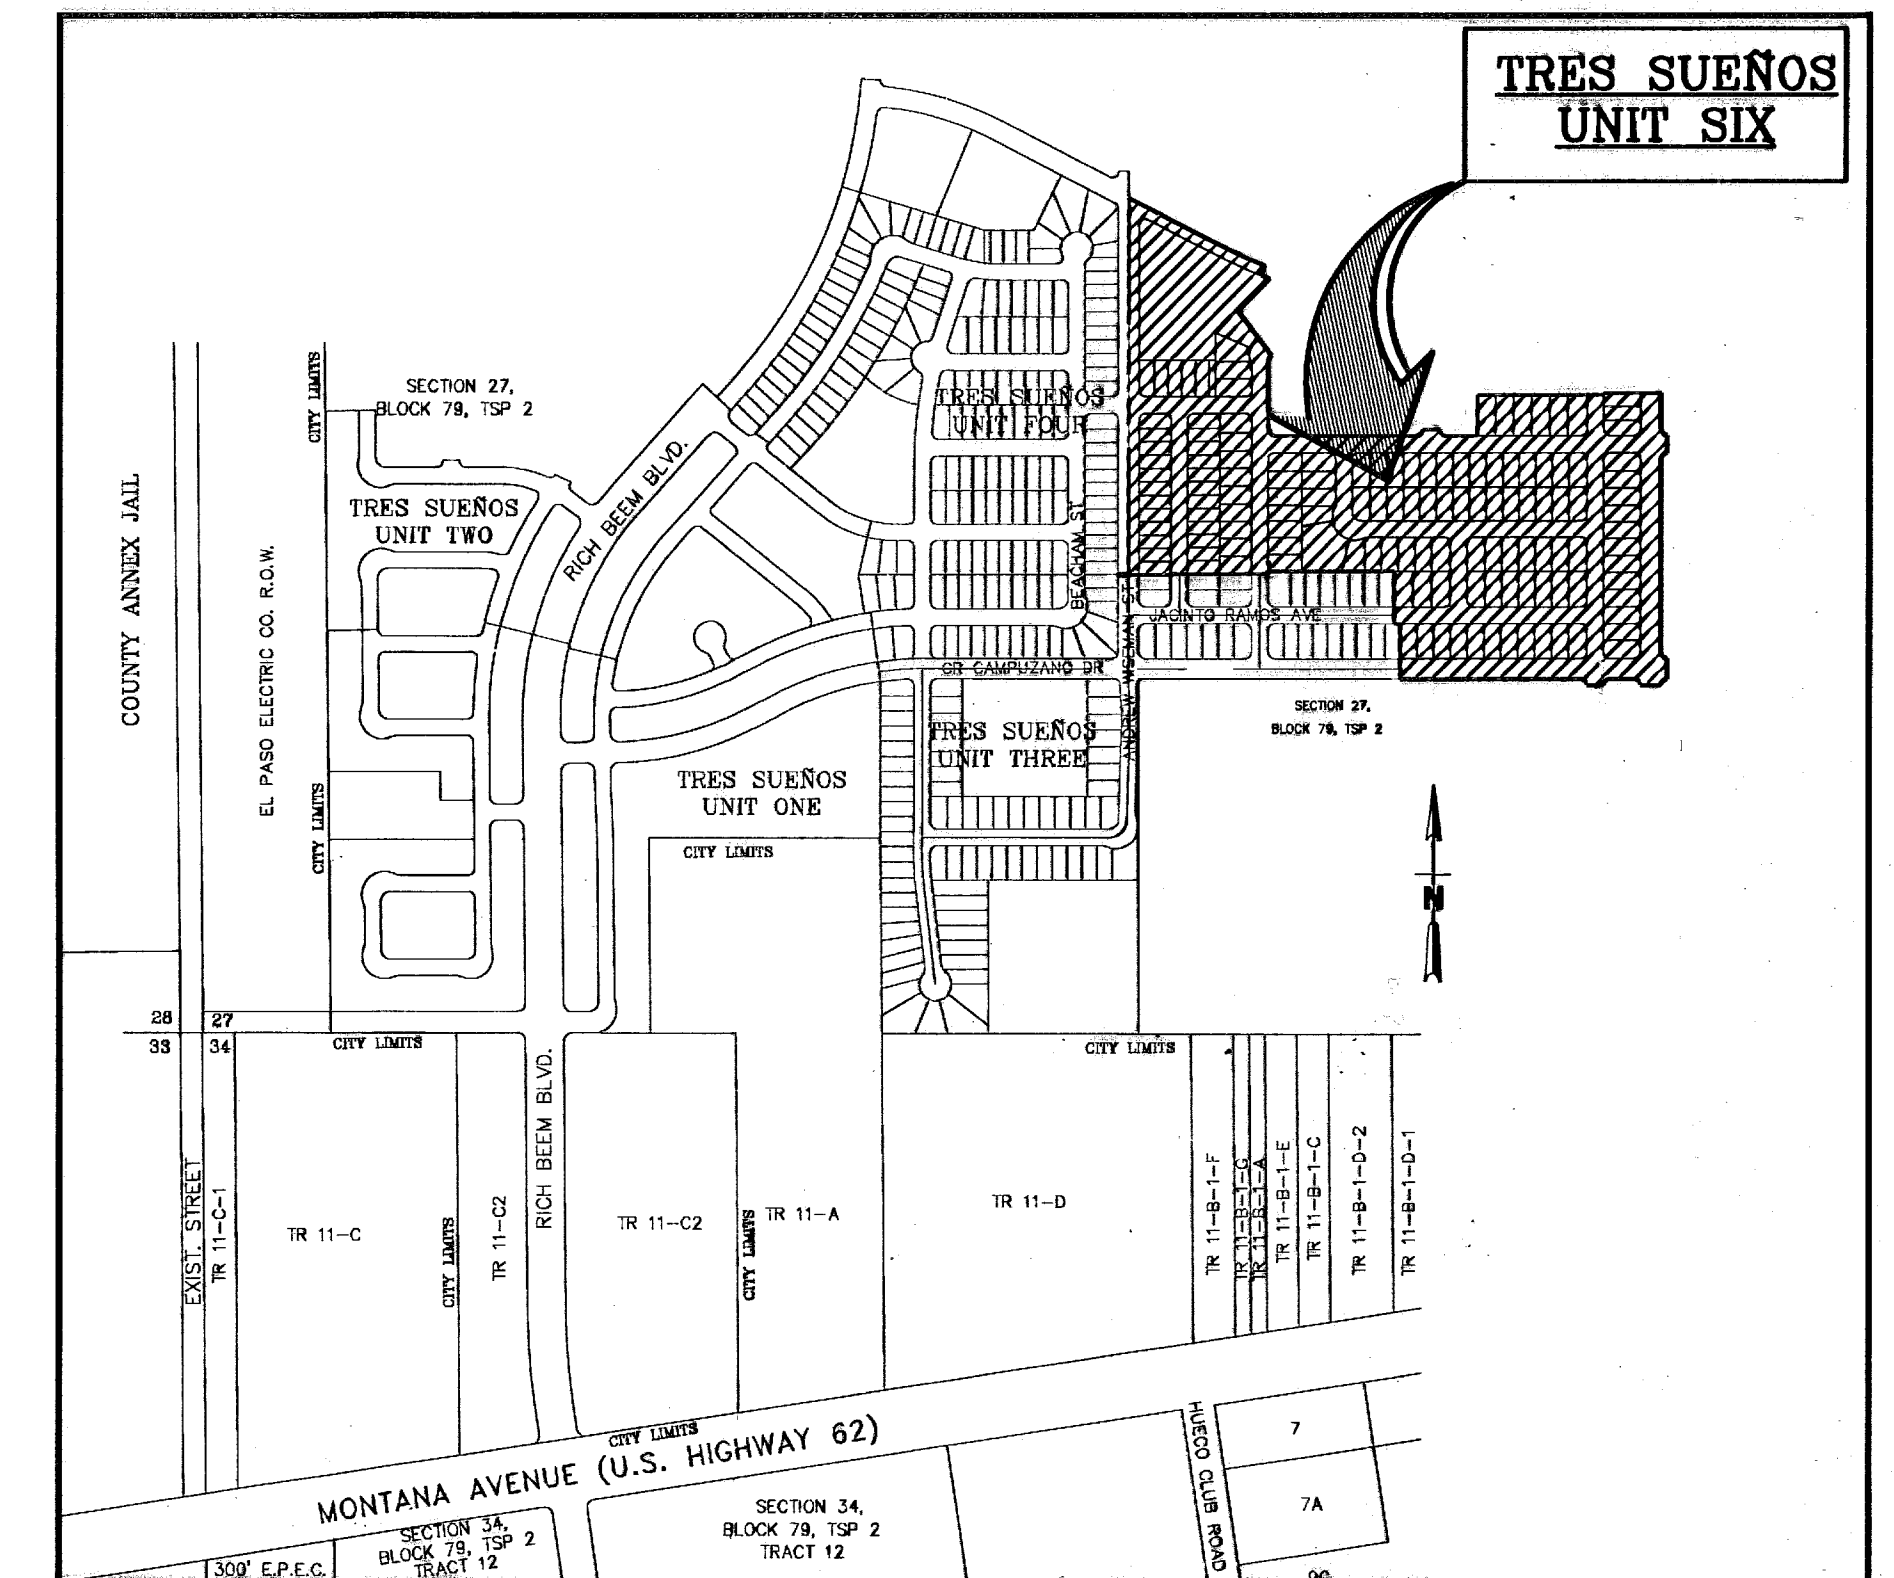 TRES SUEÑOS
UNIT SIX
CITY LIMITS
SECTION 27,
BLOCK 79, TSP 2
TRES SUEÑOS
UNIT FOUR
RICH BEEM BLVD.
TRES SUEÑOS
UNIT TWO
COUNTY ANNEX JAIL
EL PASO ELECTRIC CO. R.O.W.
BEACHAM ST.
ANDREW WISEMAN ST.
JACINTO RAMOS AVE
GR CAMPUZANO DR
SECTION 27,
BLOCK 79, TSP 2
TRES SUEÑOS
UNIT THREE
TRES SUEÑOS
UNIT ONE
CITY LIMITS
CITY LIMITS
N
28
27
33
34
CITY LIMITS
CITY LIMITS
EXIST. STREET
TR 11-C-1
TR 11-C
CITY LIMITS
TR 11-C2
RICH BEEM BLVD.
TR 11-C2
CITY LIMITS
TR 11-A
TR 11-D
TR 11-B-1-F
TR 11-B-1-G
TR 11-B-1-A
TR 11-B-1-E
TR 11-B-1-C
TR 11-B-1-D-2
TR 11-B-1-D-1
CITY LIMITS
MONTANA AVENUE (U.S. HIGHWAY 62)
HUECO CLUB ROAD
7
7A
SECTION 34,
BLOCK 79, TSP 2
TRACT 12
SECTION 34,
BLOCK 79, TSP 2
TRACT 12
300' E.P.E.C.